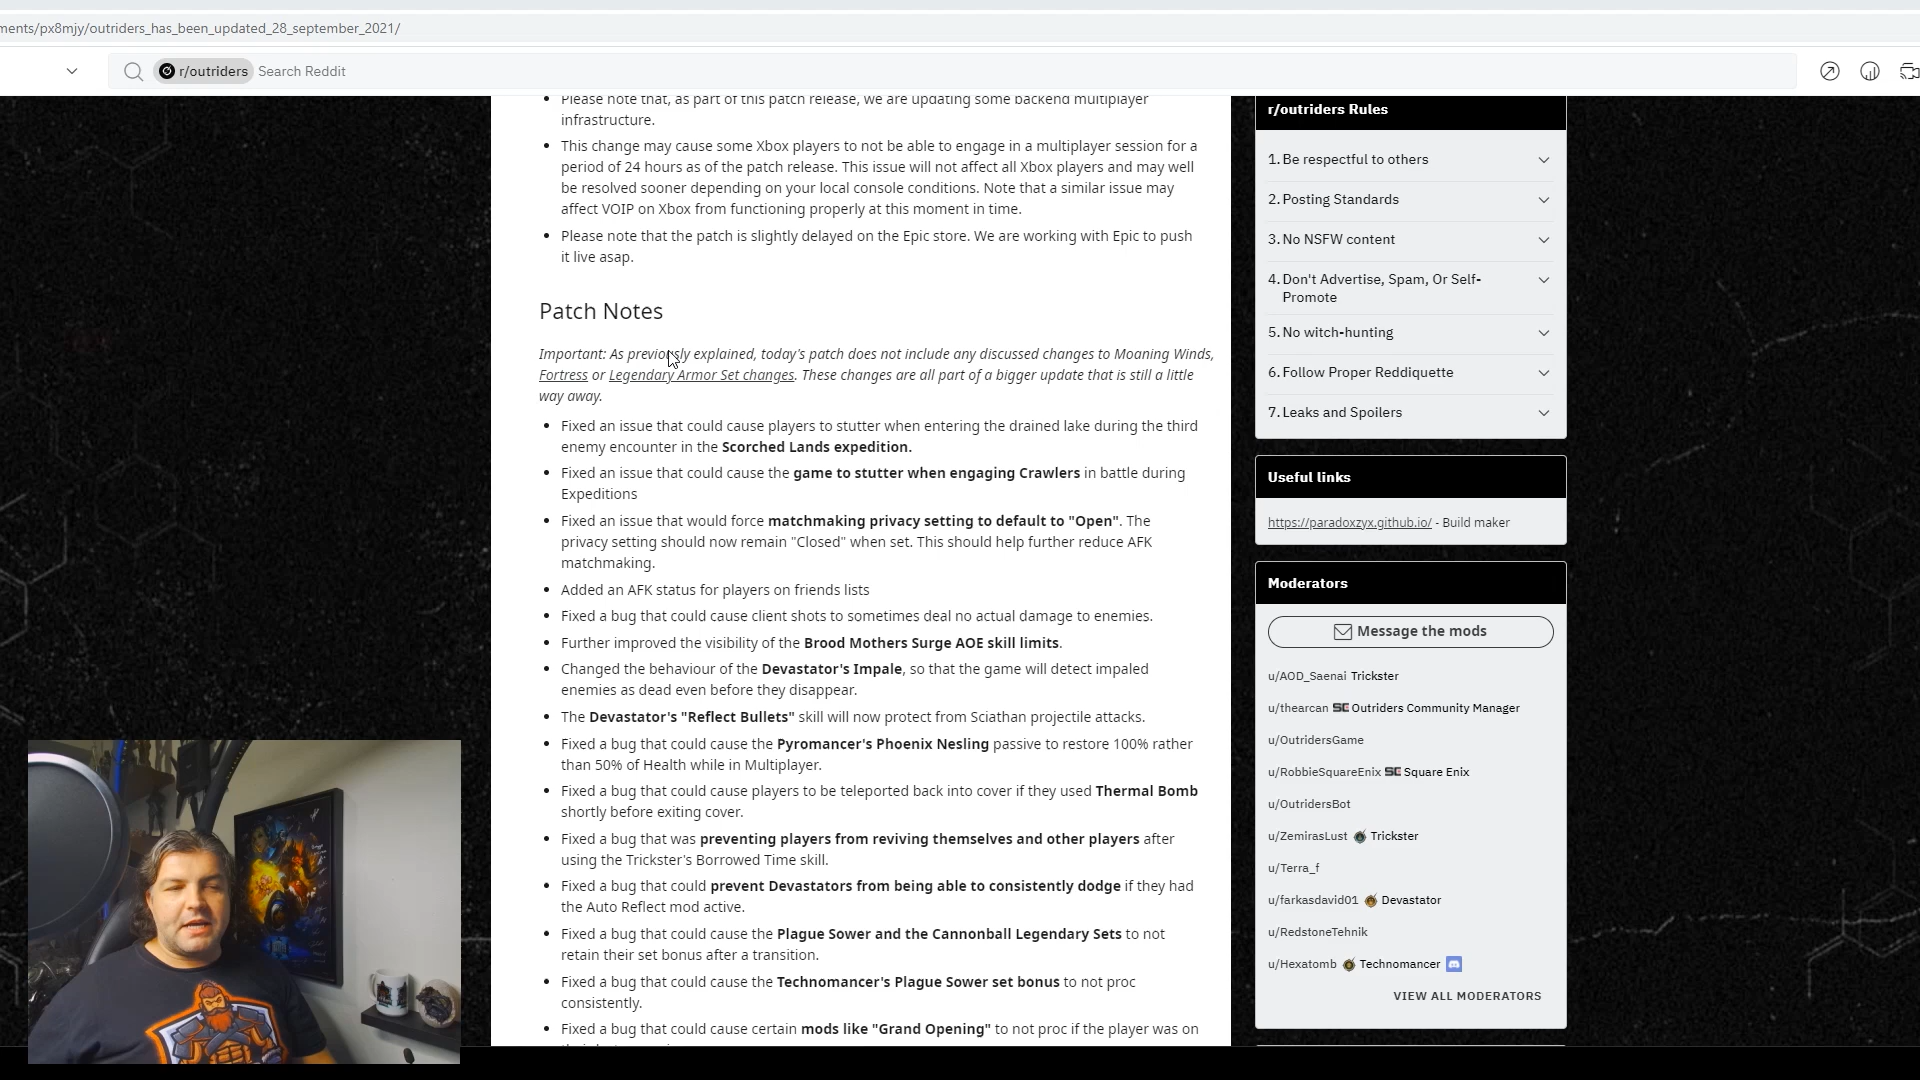 nents/px8mjy/outriders_has_been_updated_28_september_2021/
r/outriders Search Reddit
Please note that, as part of this patch release, we are updating some backend multiplayer
infrastructure.
This change may cause some Xbox players to not be able to engage in a multiplayer session for a
period of 24 hours as of the patch release. This issue will not affect all Xbox players and may well
be resolved sooner depending on your local console conditions. Note that a similar issue may
affect VOIP on Xbox from functioning properly at this moment in time.
Please note that the patch is slightly delayed on the Epic store. We are working with Epic to push
it live asap.
Patch Notes
Important: As previously explained, today's patch does not include any discussed changes to Moaning Winds,
Fortress or Legendary Armor Set changes. These changes are all part of a bigger update that is still a little
way away.
Fixed an issue that could cause players to stutter when entering the drained lake during the third
enemy encounter in the Scorched Lands expedition.
Fixed an issue that could cause the game to stutter when engaging Crawlers in battle during
Expeditions
Fixed an issue that would force matchmaking privacy setting to default to "Open". The
privacy setting should now remain "Closed" when set. This should help further reduce AFK
matchmaking.
Added an AFK status for players on friends lists
Fixed a bug that could cause client shots to sometimes deal no actual damage to enemies.
Further improved the visibility of the Brood Mothers Surge AOE skill limits.
Changed the behaviour of the Devastator's Impale, so that the game will detect impaled
enemies as dead even before they disappear.
The Devastator's "Reflect Bullets" skill will now protect from Sciathan projectile attacks.
Fixed a bug that could cause the Pyromancer's Phoenix Nesling passive to restore 100% rather
than 50% of Health while in Multiplayer.
Fixed a bug that could cause players to be teleported back into cover if they used Thermal Bomb
shortly before exiting cover.
Fixed a bug that was preventing players from reviving themselves and other players after
using the Trickster's Borrowed Time skill.
Fixed a bug that could prevent Devastators from being able to consistently dodge if they had
the Auto Reflect mod active.
Fixed a bug that could cause the Plague Sower and the Cannonball Legendary Sets to not
retain their set bonus after a transition.
Fixed a bug that could cause the Technomancer's Plague Sower set bonus to not proc
consistently.
Fixed a bug that could cause certain mods like "Grand Opening" to not proc if the player was on
r/outriders Rules
1. Be respectful to others
2. Posting Standards
3. No NSFW content
4. Don't Advertise, Spam, Or Self-
Promote
5. No witch-hunting
6. Follow Proper Reddiquette
7. Leaks and Spoilers
Useful links
https://paradoxzyx.github.io/ - Build maker
Moderators
Message the mods
u/AOD_Saenai Trickster
u/thearcan Outriders Community Manager
u/OutridersGame
u/RobbieSquareEnix Square Enix
u/OutridersBot
u/ZemirasLust Trickster
u/Terra_f
u/farkasdavid01 Devastator
u/RedstoneTehnik
u/Hexatomb Technomancer
VIEW ALL MODERATORS